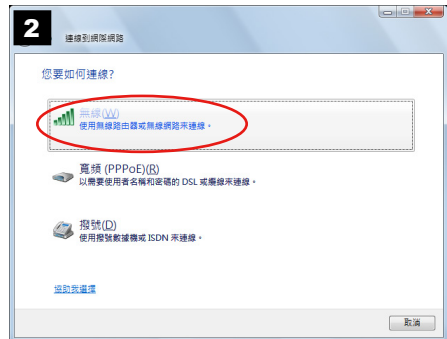 2
連線到網際網路
您要如何連線?
無線(W)
使用無線路由器或無線網路來連線。
寬頻 (PPPoE)(R)
以需要使用者名稱和密碼的 DSL 或纜線來連線。
撥號(D)
使用撥號數據機或 ISDN 來連線。
協助我選擇
取消